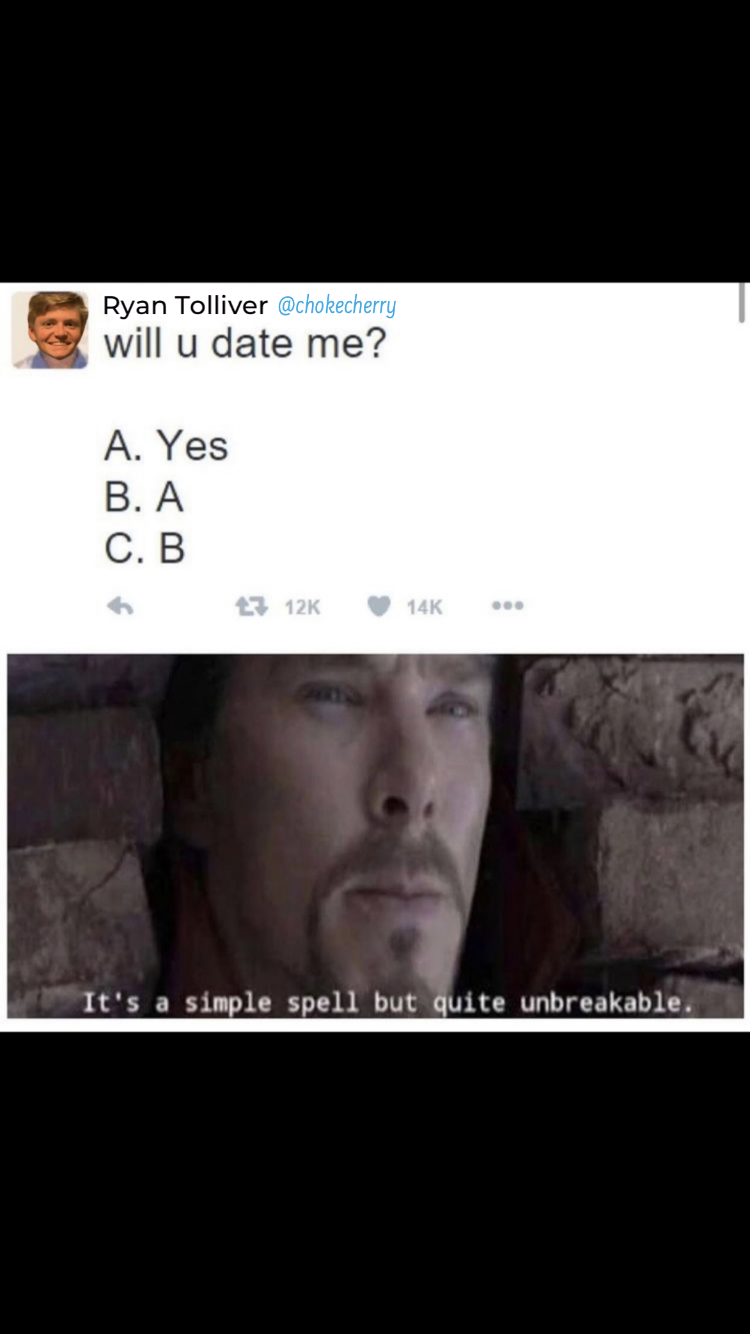 Ryan Tolliver @chokecherry
will u date me?
A. Yes
B. A
C. B
12K 14K
It's a simple spell but quite unbreakable.